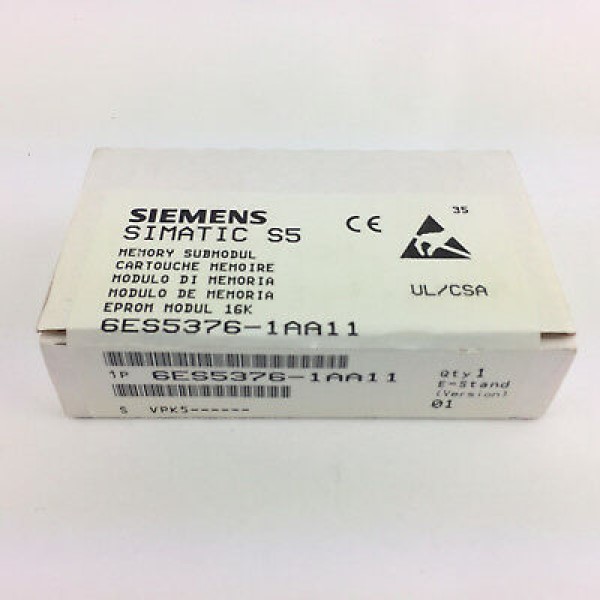 SIEMENS
SIMATIC S5
MEMORY SUBMODUL
CARTOUCHE MEMOIRE
MODULO DI MEMORIA
MODULO DE MEMORIA
EPROM MODUL 16K
6ES5376-1AA11
CE
35
UL/CSA
1P 6ES5376-1AA11
S VPK5------
Qty 1
E-Stand
(Version)
01